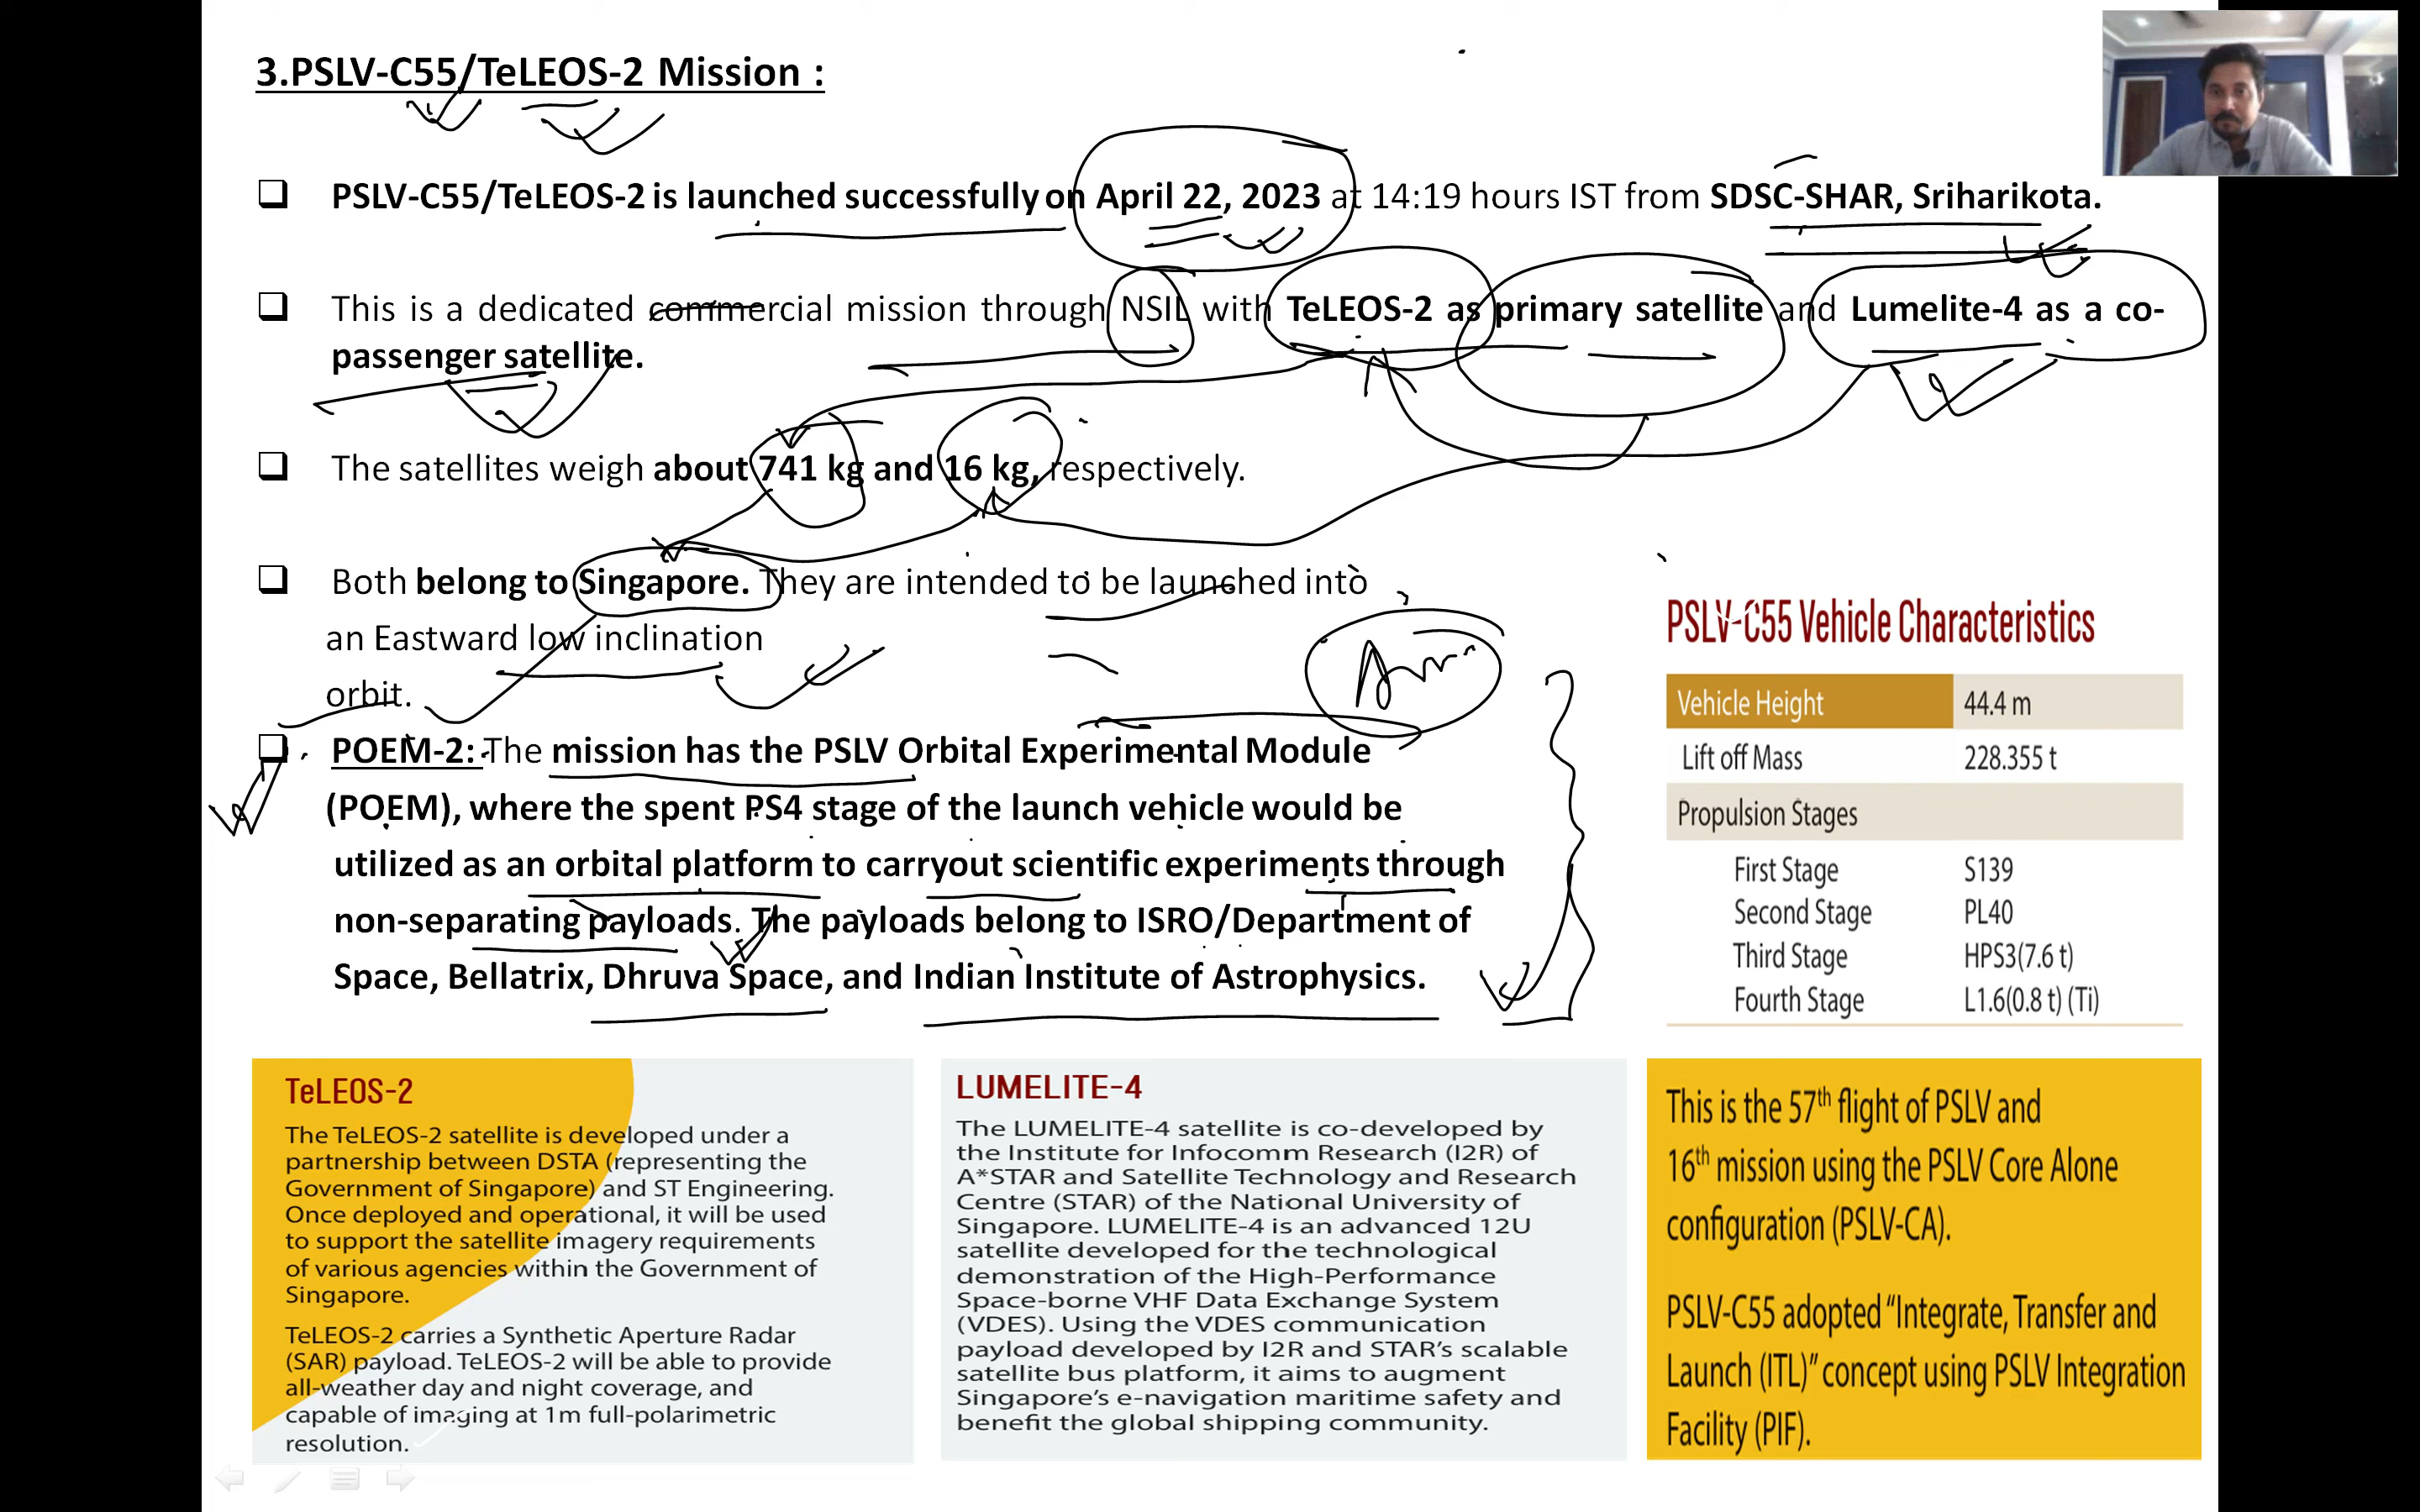 3.PSLV-C55/TeLEOS-2 Mission :
PSLV-C55/TeLEOS-2 is launched successfully on April 22, 2023 at 14:19 hours IST from SDSC-SHAR, Sriharikota.
This is a dedicated commercial mission through NSIL with TeLEOS-2 as primary satellite and Lumelite-4 as a co-
passenger satellite.
The satellites weigh about 741 kg and 16 kg, respectively.
Both belong to Singapore. They are intended to be launched into
an Eastward low inclination
orbit.
POEM-2: The mission has the PSLV Orbital Experimental Module
(POEM), where the spent PS4 stage of the launch vehicle would be
utilized as an orbital platform to carryout scientific experiments through
non-separating payloads. The payloads belong to ISRO/Department of
Space, Bellatrix, Dhruva Space, and Indian Institute of Astrophysics.
PSLV-C55 Vehicle Characteristics
Vehicle Height 44.4 m
Lift off Mass 228.355 t
Propulsion Stages
First Stage S139
Second Stage PL40
Third Stage HPS3(7.6 t)
Fourth Stage L1.6(0.8 t) (Ti)
TeLEOS-2
The TeLEOS-2 satellite is developed under a
partnership between DSTA (representing the
Government of Singapore) and ST Engineering.
Once deployed and operational, it will be used
to support the satellite imagery requirements
of various agencies within the Government of
Singapore.
TeLEOS-2 carries a Synthetic Aperture Radar
(SAR) payload. TeLEOS-2 will be able to provide
all-weather day and night coverage, and
capable of imaging at 1m full-polarimetric
resolution.
LUMELITE-4
The LUMELITE-4 satellite is co-developed by
the Institute for Infocomm Research (I2R) of
A*STAR and Satellite Technology and Research
Centre (STAR) of the National University of
Singapore. LUMELITE-4 is an advanced 12U
satellite developed for the technological
demonstration of the High-Performance
Space-borne VHF Data Exchange System
(VDES). Using the VDES communication
payload developed by I2R and STAR's scalable
satellite bus platform, it aims to augment
Singapore's e-navigation maritime safety and
benefit the global shipping community.
This is the 57th flight of PSLV and
16th mission using the PSLV Core Alone
configuration (PSLV-CA).
PSLV-C55 adopted "Integrate, Transfer and
Launch (ITL)" concept using PSLV Integration
Facility (PIF).